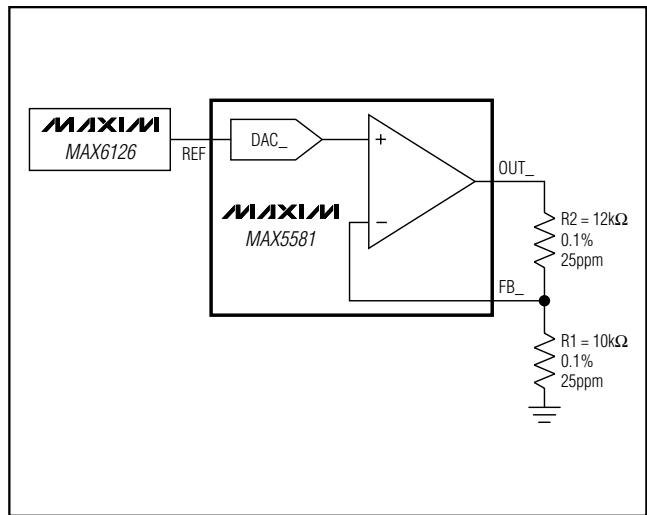 MAXIM
MAX6126
REF
DAC_
+
−
MAXIM
MAX5581
OUT_
FB_
R2 = 12kΩ
0.1%
25ppm
R1 = 10kΩ
0.1%
25ppm